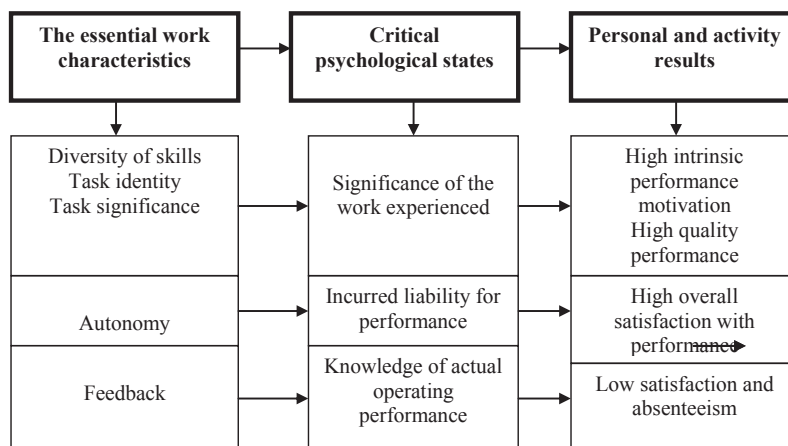 The essential work
characteristics
Critical
psychological states
Personal and activity
results
Diversity of skills
Task identity
Task significance
Significance of the
work experienced
High intrinsic
performance
motivation
High quality
performance
Autonomy
Incurred liability for
performance
High overall
satisfaction with
performance
Feedback
Knowledge of actual
operating
performance
Low satisfaction and
absenteeism